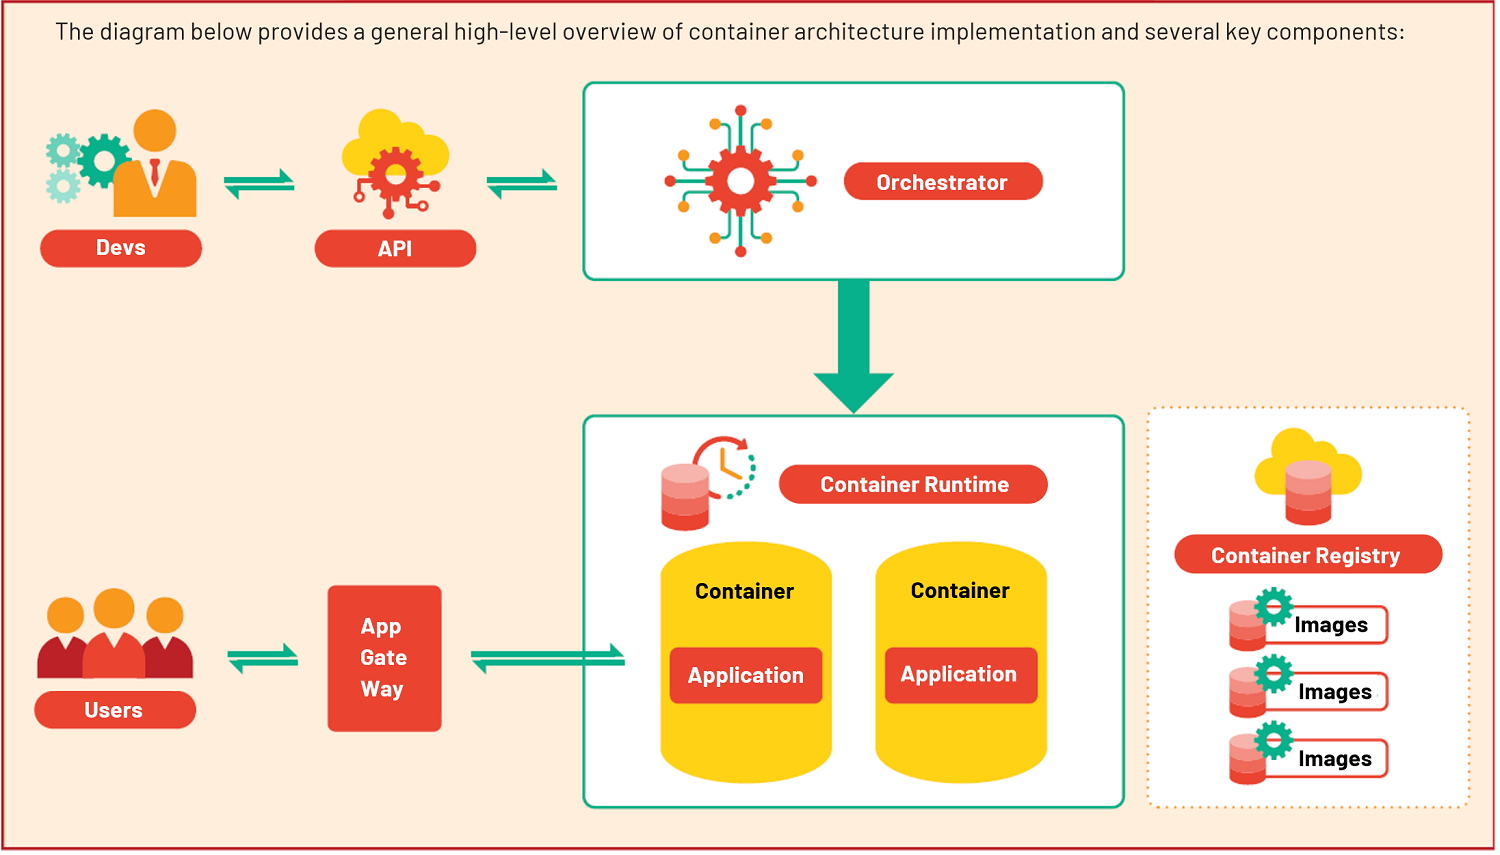 The diagram below provides a general high-level overview of container architecture implementation and several key components:
Devs
API
Orchestrator
Container Runtime
Container
Application
Container
Application
Container Registry
Images
Images
Images
Users
App
Gate
Way